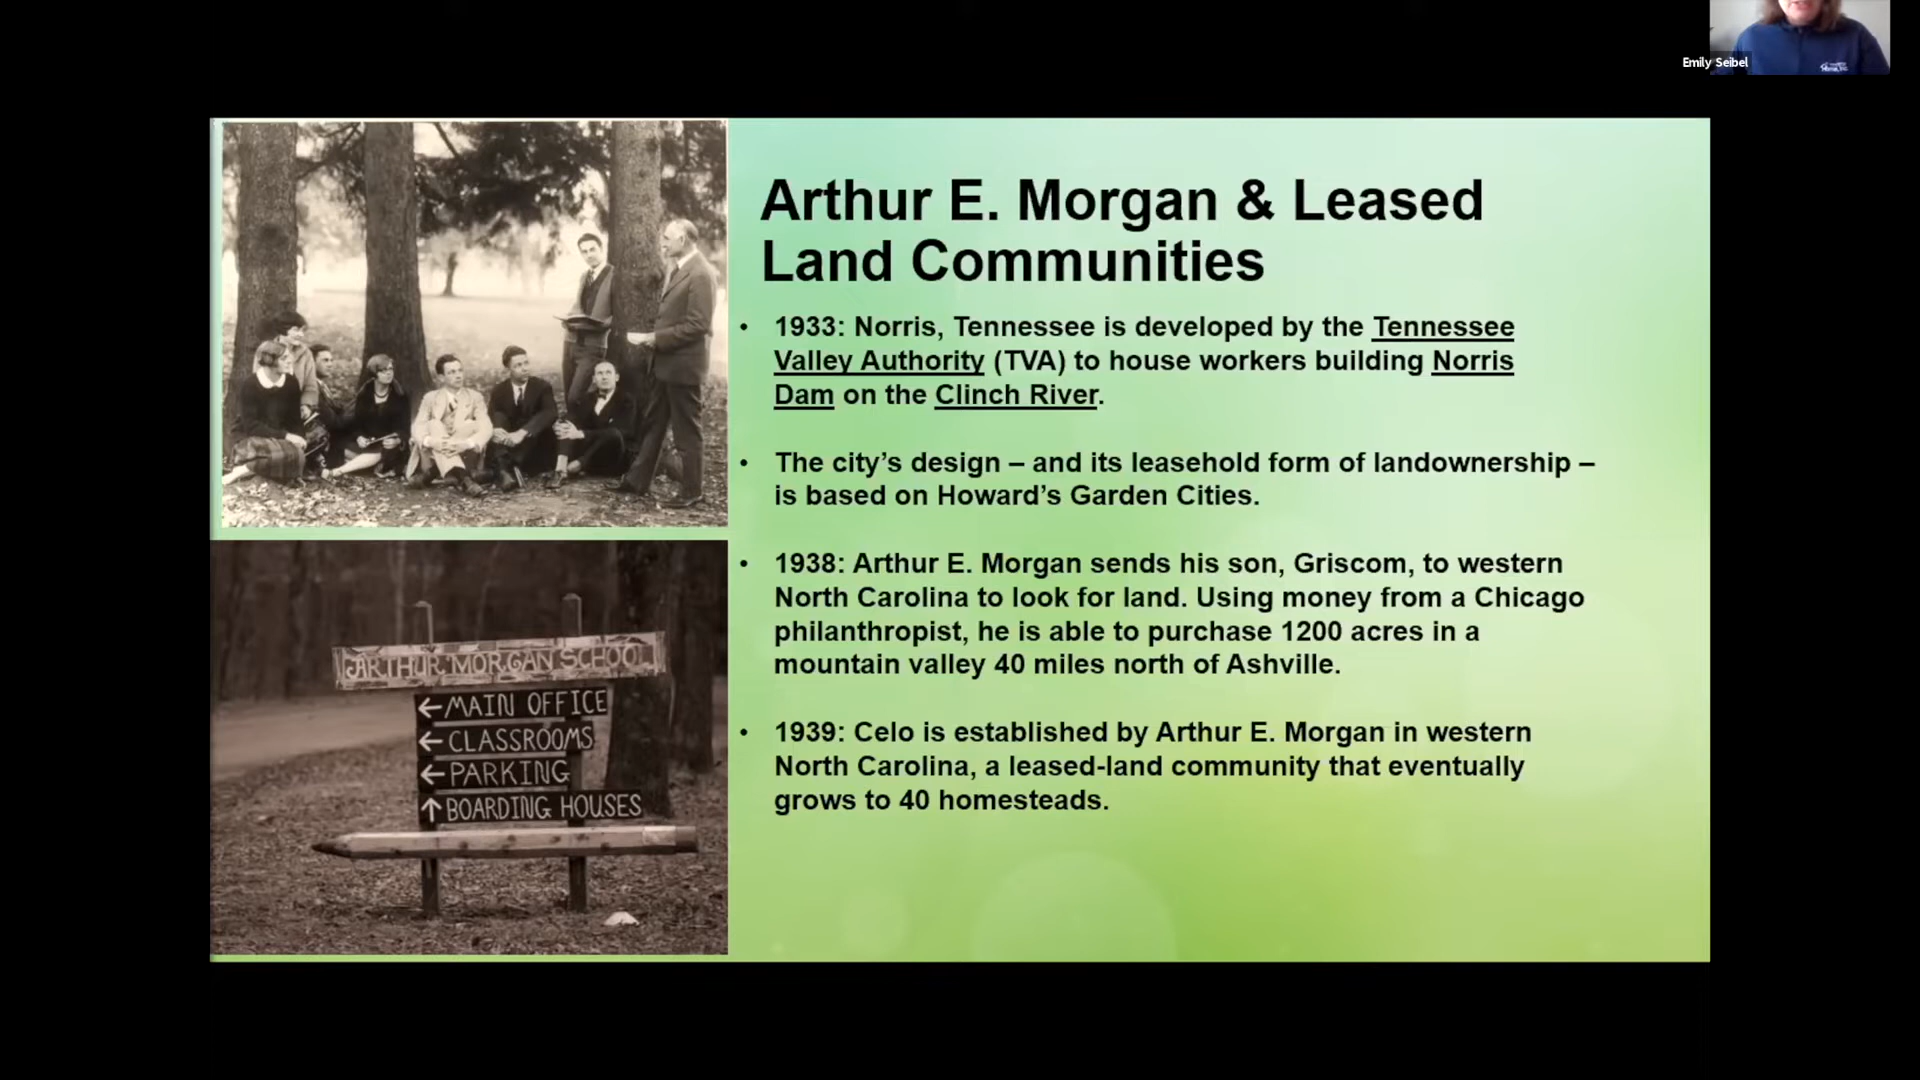 Emily Seibel
Arthur E. Morgan & Leased
Land Communities
• 1933: Norris, Tennessee is developed by the Tennessee
Valley Authority (TVA) to house workers building Norris
Dam on the Clinch River.
• The city’s design – and its leasehold form of landownership –
is based on Howard’s Garden Cities.
• 1938: Arthur E. Morgan sends his son, Griscom, to western
North Carolina to look for land. Using money from a Chicago
philanthropist, he is able to purchase 1200 acres in a
mountain valley 40 miles north of Ashville.
• 1939: Celo is established by Arthur E. Morgan in western
North Carolina, a leased-land community that eventually
grows to 40 homesteads.
ARTHUR MORGAN SCHOOL
←MAIN OFFICE
←CLASSROOMS
←PARKING
↑BOARDING HOUSES